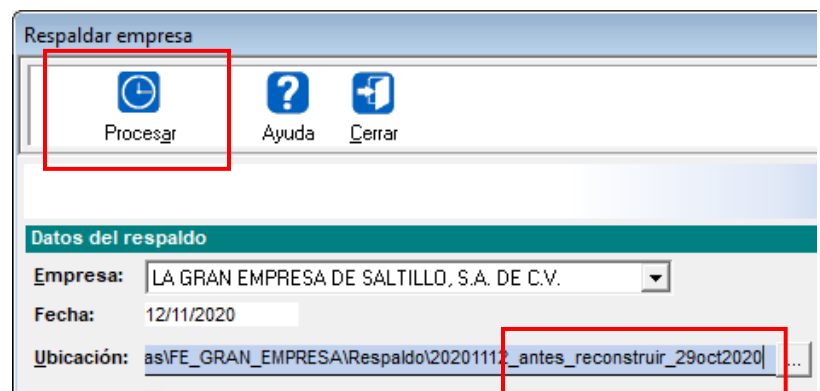 Respaldar empresa
Procesar Ayuda Cerrar
Datos del respaldo
Empresa: LA GRAN EMPRESA DE SALTILLO, S.A. DE C.V.
Fecha: 12/11/2020
Ubicación: as\FE_GRAN_EMPRESA\Respaldo\20201112_antes_reconstruir_29oct2020 ...